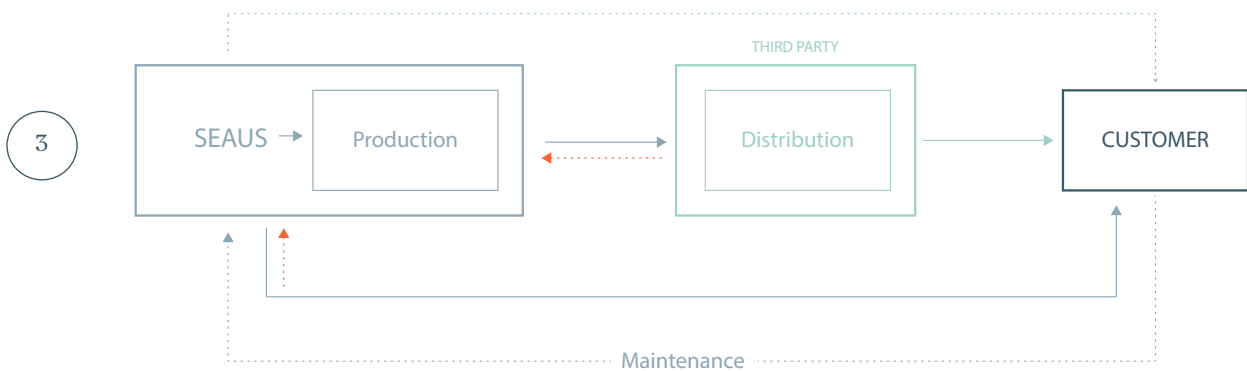 THIRD PARTY
3
SEAUS
Production
Distribution
CUSTOMER
Maintenance